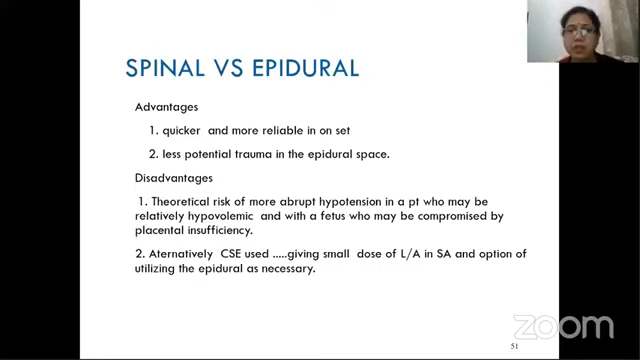 SPINAL VS EPIDURAL
Advantages
1. quicker and more reliable in on set
2. less potential trauma in the epidural space.
Disadvantages
1. Theoretical risk of more abrupt hypotension in a pt who may be
relatively hypovolemic and with a fetus who may be compromised by
placental insufficiency.
2. Aternatively CSE used .....giving small dose of L/A in SA and option of
utilizing the epidural as necessary.
zoom
51